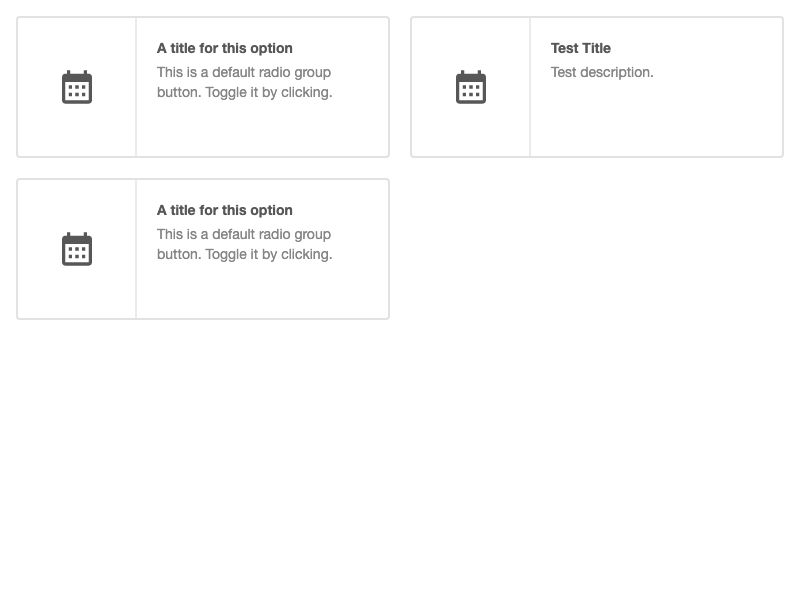 A title for this option
This is a default radio group
button. Toggle it by clicking.
Test Title
Test description.
A title for this option
This is a default radio group
button. Toggle it by clicking.